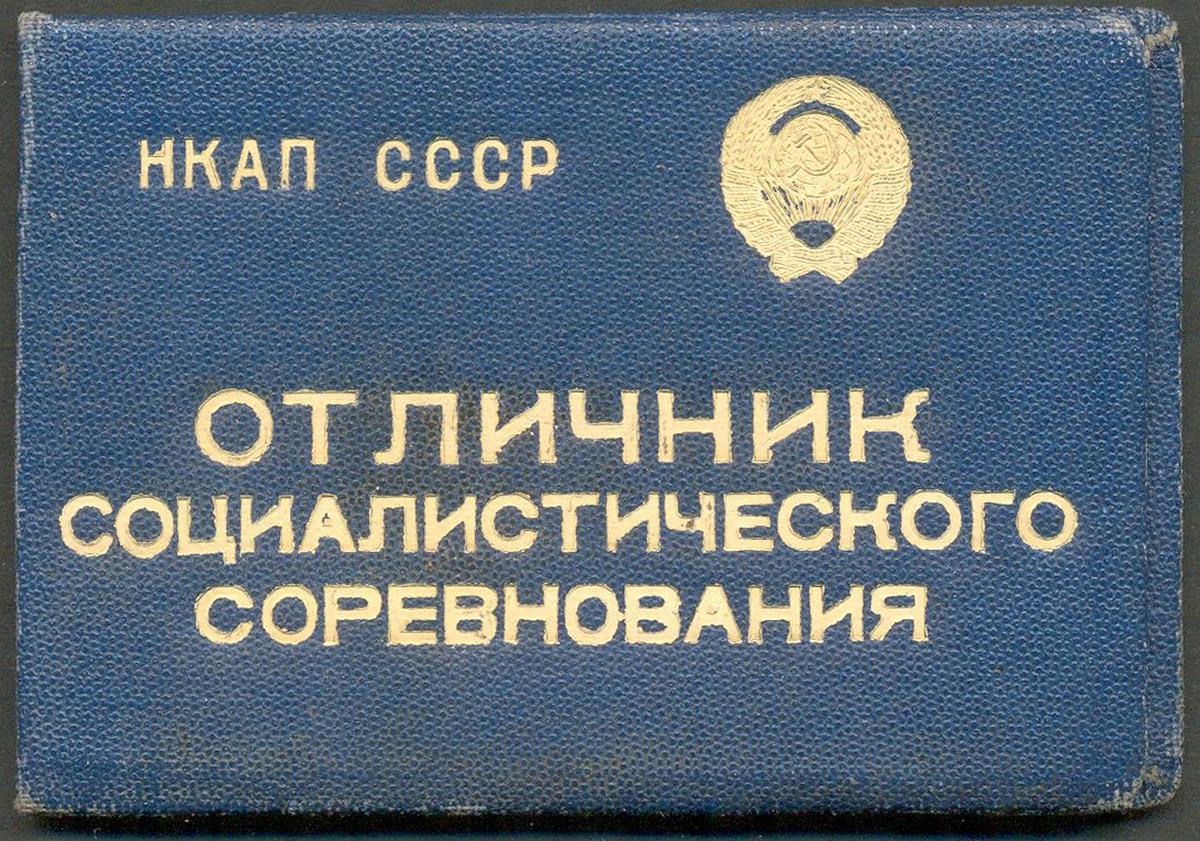 НКАП СССР
ОТЛИЧНИК
СОЦИАЛИСТИЧЕСКОГО
СОРЕВНОВАНИЯ